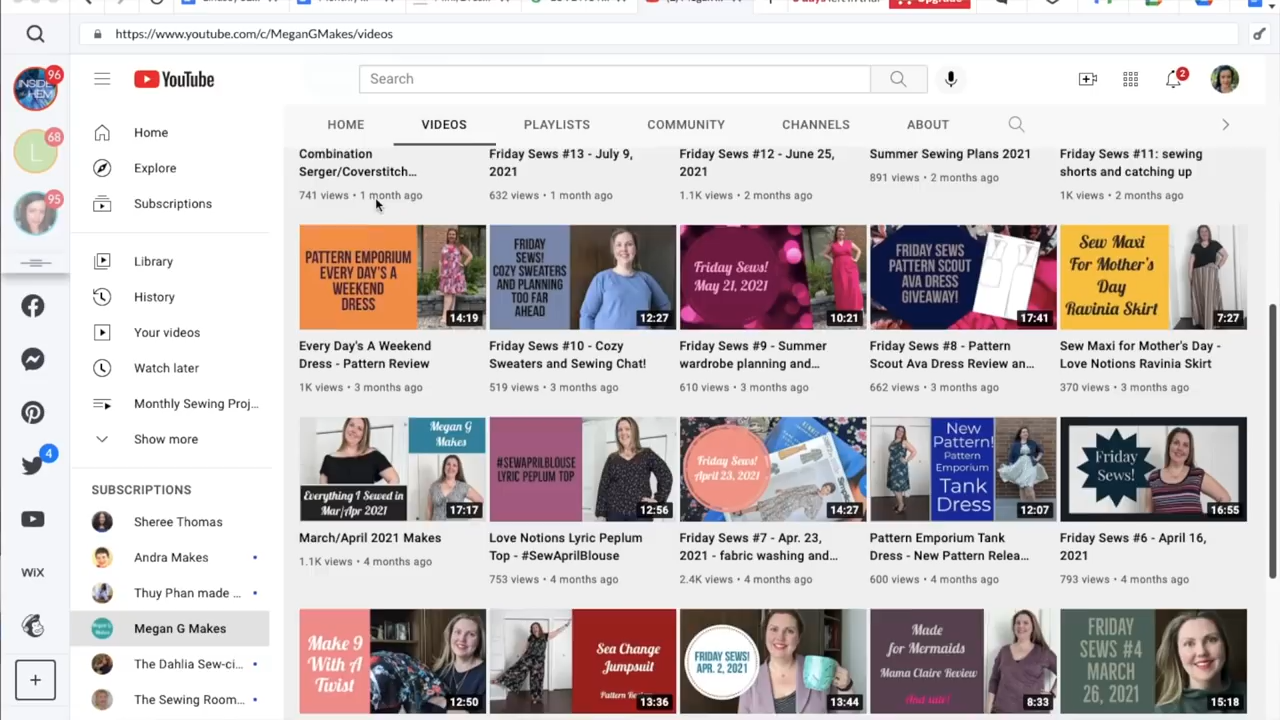 https://www.youtube.com/c/MeganGMakes/videos
96
YouTube
Search
2
68
95
4
WIX
Home
Explore
Subscriptions
Library
History
Your videos
Watch later
Monthly Sewing Proj...
Show more
SUBSCRIPTIONS
Sheree Thomas
Andra Makes
Thuy Phan made ...
Megan G Makes
The Dahlia Sew-ci...
The Sewing Room...
HOME
VIDEOS
PLAYLISTS
COMMUNITY
CHANNELS
ABOUT
Combination
Serger/Coverstitch...
741 views • 1 month ago
Friday Sews #13 - July 9,
2021
632 views • 1 month ago
Friday Sews #12 - June 25,
2021
1.1K views • 2 months ago
Summer Sewing Plans 2021
891 views • 2 months ago
Friday Sews #11: sewing
shorts and catching up
1K views • 2 months ago
PATTERN EMPORIUM
EVERY DAY'S A
WEEKEND
DRESS
14:19
Every Day's A Weekend
Dress - Pattern Review
1K views • 3 months ago
FRIDAY
SEWS!
COZY SWEATERS
AND PLANNING
TOO FAR
AHEAD
12:27
Friday Sews #10 - Cozy
Sweaters and Sewing Chat!
519 views • 3 months ago
Friday Sews!
May 21, 2021
10:21
Friday Sews #9 - Summer
wardrobe planning and...
610 views • 3 months ago
FRIDAY SEWS
PATTERN SCOUT
AVA DRESS
GIVEAWAY!
17:41
Friday Sews #8 - Pattern
Scout Ava Dress Review an...
662 views • 3 months ago
Sew Maxi
For Mother's
Day
Ravinia Skirt
7:27
Sew Maxi for Mother's Day -
Love Notions Ravinia Skirt
370 views • 3 months ago
Megan G
Makes
Everything I Sewed in
Mar/Apr 2021
17:17
March/April 2021 Makes
1.1K views • 4 months ago
#SEWAPRILBLOUSE
LYRIC PEPLUM TOP
12:56
Love Notions Lyric Peplum
Top - #SewAprilBlouse
753 views • 4 months ago
Friday Sews!
April 23, 2021
14:27
Friday Sews #7 - Apr. 23,
2021 - fabric washing and...
2.4K views • 4 months ago
New
Pattern!
Pattern
Emporium
Tank
Dress
12:07
Pattern Emporium Tank
Dress - New Pattern Relea...
600 views • 4 months ago
Friday
Sews!
16:55
Friday Sews #6 - April 16,
2021
793 views • 4 months ago
Make 9
With A
Twist
12:50
Sea Change
Jumpsuit
13:36
FRIDAY SEWS!
APR. 2, 2021
13:44
Made
for Mermaids
Mama Claire Review
And sale!
8:33
FRIDAY
SEWS #4
MARCH
26, 2021
15:18